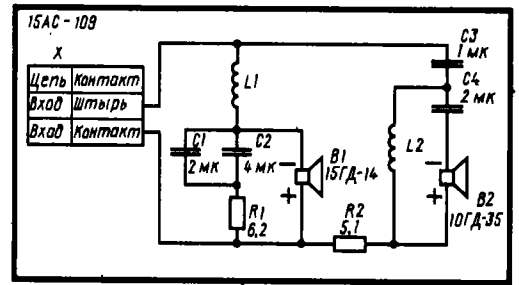 15АС-109
X
Цепь Контакт
Вход Штырь
Вход Контакт
L1
C1
2 мк
C2
4 мк
R1
6,2
B1
15ГД-14
R2
5,1
L2
C3
1 мк
C4
2 мк
B2
10ГД-35